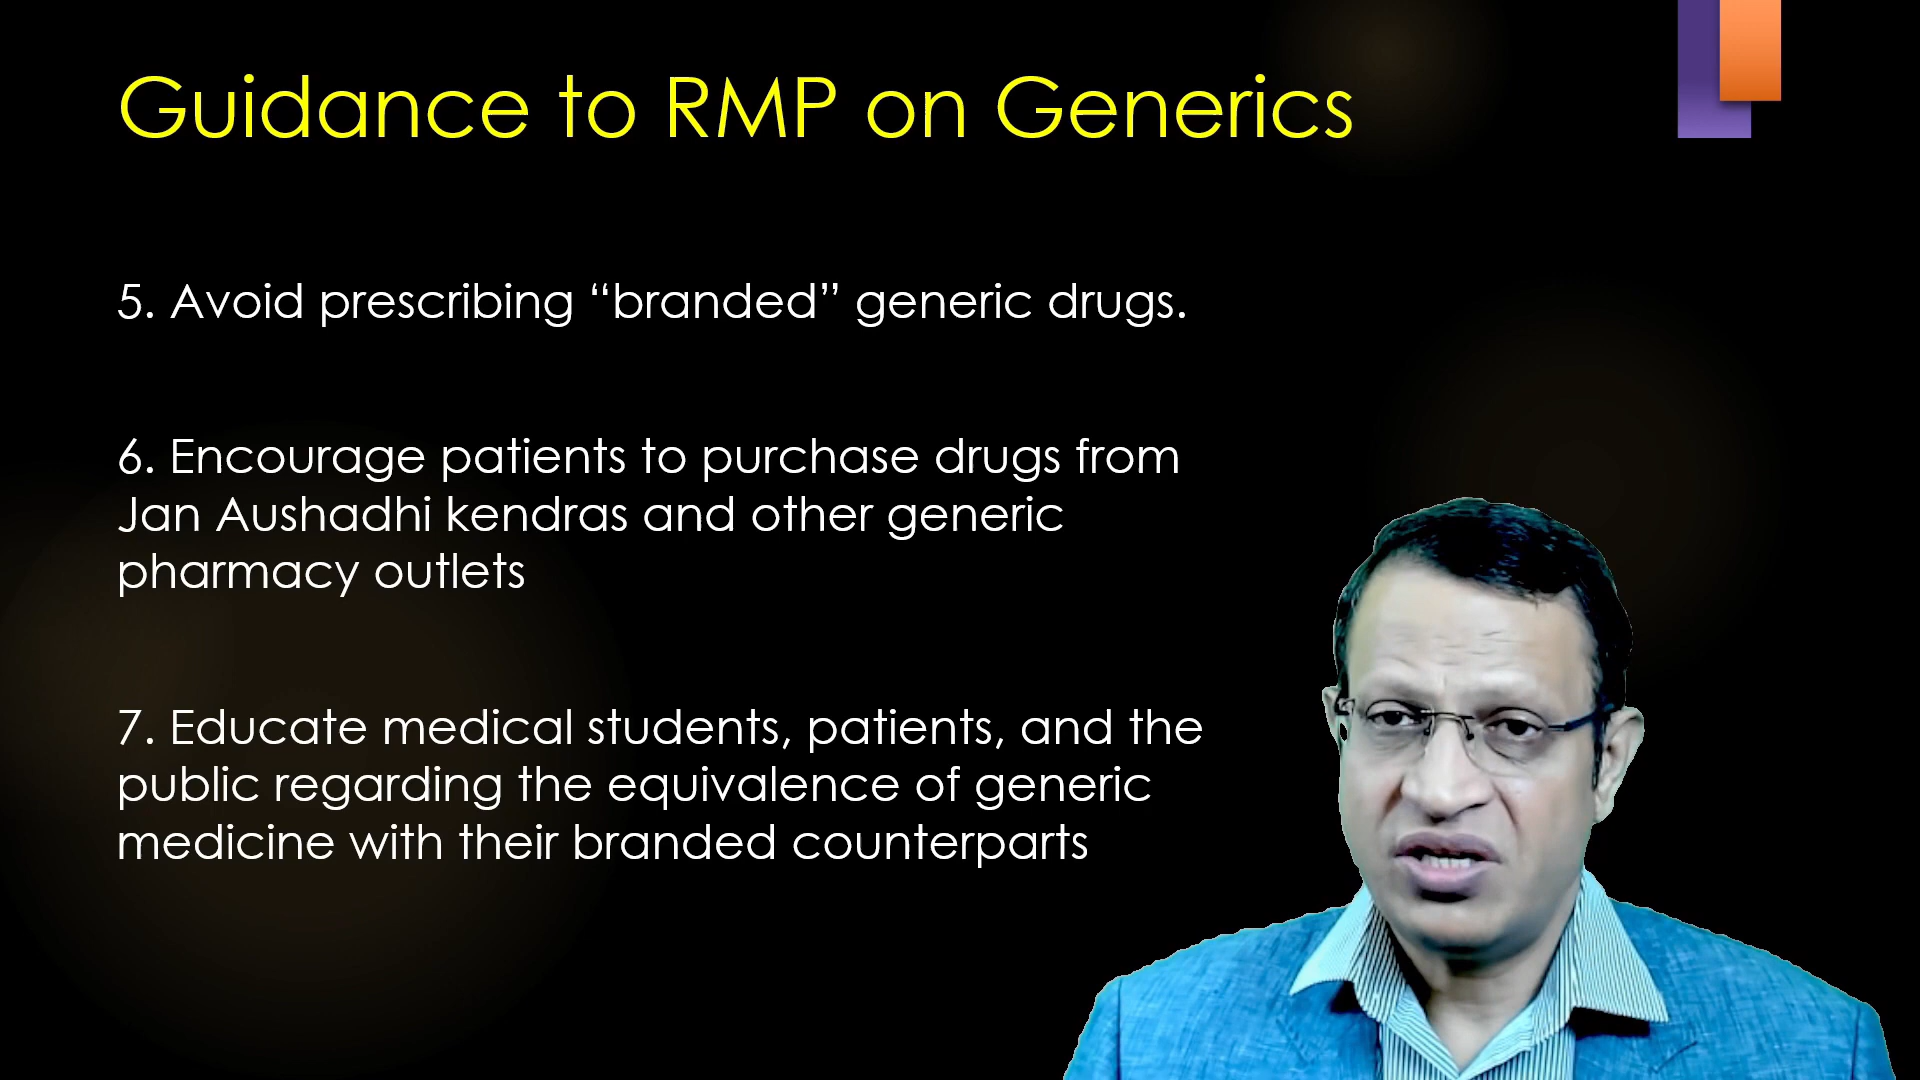 Guidance to RMP on Generics
5. Avoid prescribing “branded” generic drugs.
6. Encourage patients to purchase drugs from
Jan Aushadhi kendras and other generic
pharmacy outlets
7. Educate medical students, patients, and the
public regarding the equivalence of generic
medicine with their branded counterparts